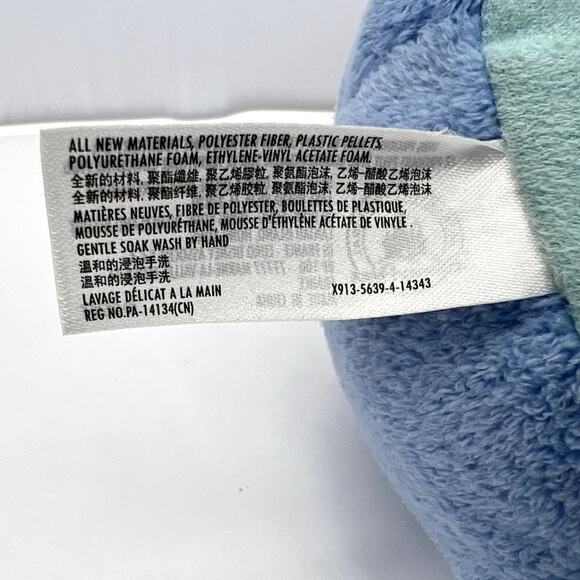 ALL NEW MATERIALS, POLYESTER FIBER, PLASTIC PELLETS,
POLYURETHANE FOAM, ETHYLENE-VINYL ACETATE FOAM.
全新的材料, 聚酯纖維, 聚乙烯膠粒, 聚氨酯泡沫, 乙烯-醋酸乙烯泡沫
全新的材料, 聚酯纤维, 聚乙烯胶粒, 聚氨酯泡沫, 乙烯-醋酸乙烯泡沫
MATIÈRES NEUVES, FIBRE DE POLYESTER, BOULETTES DE PLASTIQUE,
MOUSSE DE POLYURÉTHANE, MOUSSE D'ÉTHYLÈNE ACÉTATE DE VINYLE .
GENTLE SOAK WASH BY HAND
溫和的浸泡手洗
温和的浸泡手洗
LAVAGE DÉLICAT A LA MAIN X913-5639-4-14343
REG NO.PA-14134(CN)